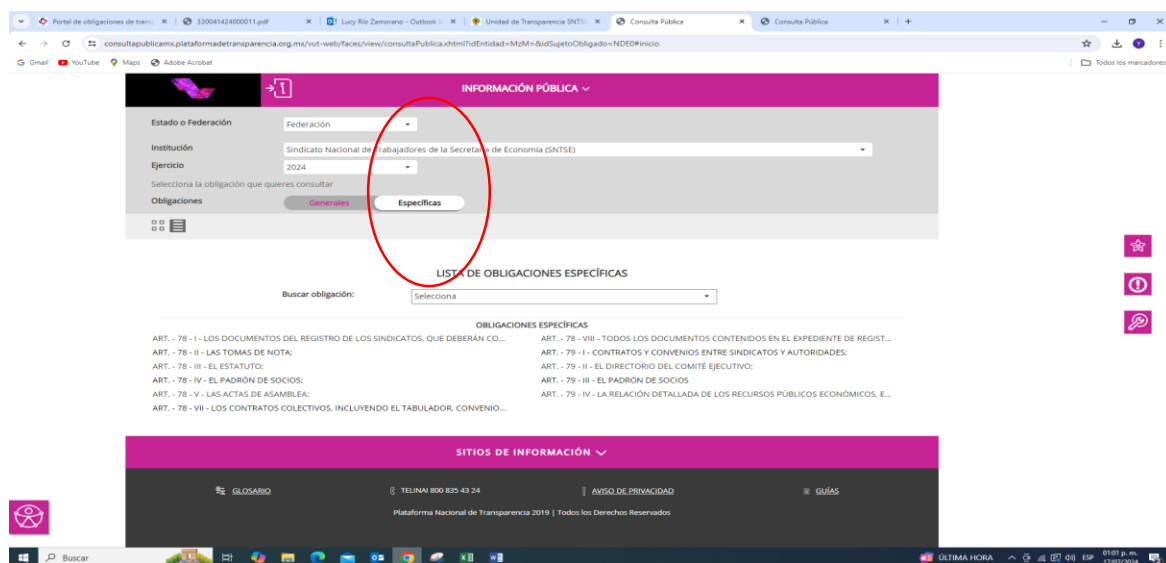 Portal de obligaciones de trans
330041424000011.pdf
Lucy Río Zamorano - Outlook
Unidad de Transparencia SNTSE
Consulta Pública
Consulta Pública
consultapublicamx.plataformadetransparencia.org.mx/vut-web/faces/view/consultaPublica.xhtml?idEntidad=MzM=&idSujetoObligado=NDE0#inicio
Gmail YouTube Maps Adobe Acrobat Todos los marcadores
INFORMACIÓN PÚBLICA
Estado o Federación Federación
Institución Sindicato Nacional de Trabajadores de la Secretaría de Economía (SNTSE)
Ejercicio 2024
Selecciona la obligación que quieres consultar
Obligaciones Generales Específicas
LISTA DE OBLIGACIONES ESPECÍFICAS
Buscar obligación: Selecciona
OBLIGACIONES ESPECÍFICAS
ART. - 78 - I - LOS DOCUMENTOS DEL REGISTRO DE LOS SINDICATOS, QUE DEBERÁN CO...
ART. - 78 - II - LAS TOMAS DE NOTA;
ART. - 78 - III - EL ESTATUTO;
ART. - 78 - IV - EL PADRÓN DE SOCIOS;
ART. - 78 - V - LAS ACTAS DE ASAMBLEA;
ART. - 78 - VII - LOS CONTRATOS COLECTIVOS, INCLUYENDO EL TABULADOR, CONVENIO...
ART. - 78 - VIII - TODOS LOS DOCUMENTOS CONTENIDOS EN EL EXPEDIENTE DE REGIST...
ART. - 79 - I - CONTRATOS Y CONVENIOS ENTRE SINDICATOS Y AUTORIDADES;
ART. - 79 - II - EL DIRECTORIO DEL COMITÉ EJECUTIVO;
ART. - 79 - III - EL PADRÓN DE SOCIOS
ART. - 79 - IV - LA RELACIÓN DETALLADA DE LOS RECURSOS PÚBLICOS ECONÓMICOS, E...
SITIOS DE INFORMACIÓN
GLOSARIO TELINAI 800 835 43 24 AVISO DE PRIVACIDAD GUÍAS
Plataforma Nacional de Transparencia 2019 | Todos los Derechos Reservados
Buscar
ÚLTIMA HORA
ESP
01:01 p. m.
17/07/2024